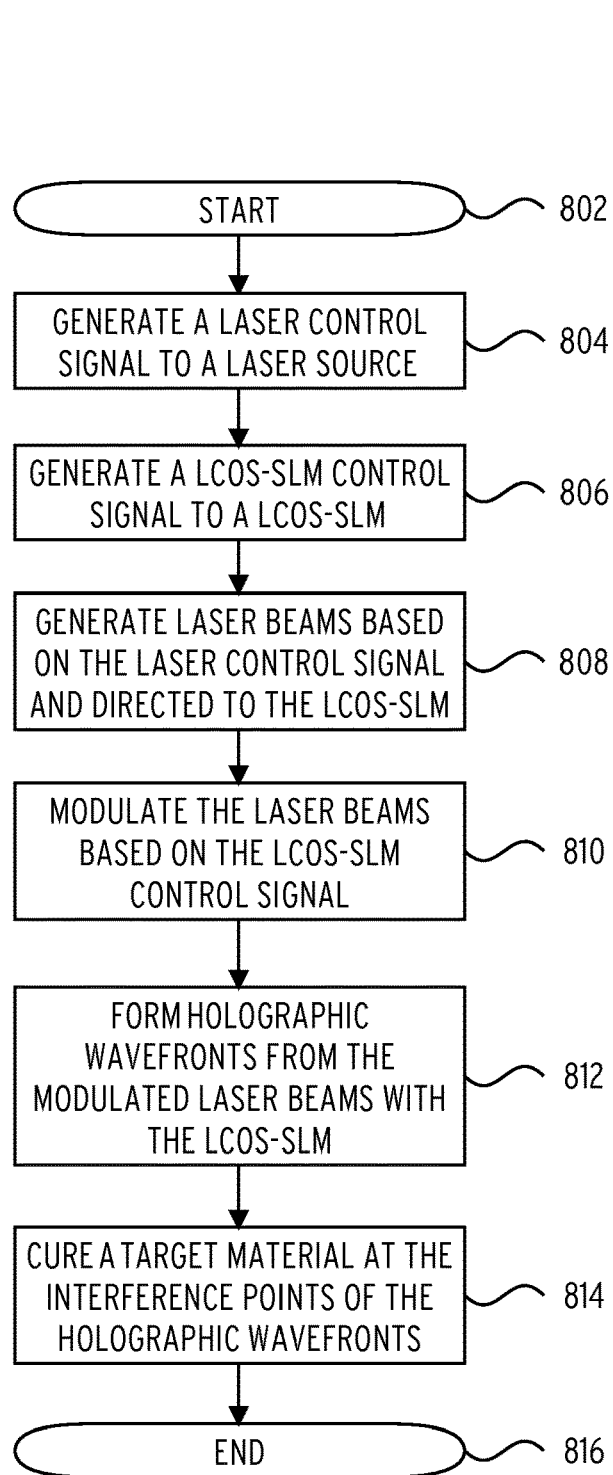 START
802
GENERATE A LASER CONTROL
SIGNAL TO A LASER SOURCE
804
GENERATE A LCOS-SLM CONTROL
SIGNAL TO A LCOS-SLM
806
GENERATE LASER BEAMS BASED
ON THE LASER CONTROL SIGNAL
AND DIRECTED TO THE LCOS-SLM
808
MODULATE THE LASER BEAMS
BASED ON THE LCOS-SLM
CONTROL SIGNAL
810
FORM HOLOGRAPHIC
WAVEFRONTS FROM THE
MODULATED LASER BEAMS WITH
THE LCOS-SLM
812
CURE A TARGET MATERIAL AT THE
INTERFERENCE POINTS OF THE
HOLOGRAPHIC WAVEFRONTS
814
END
816